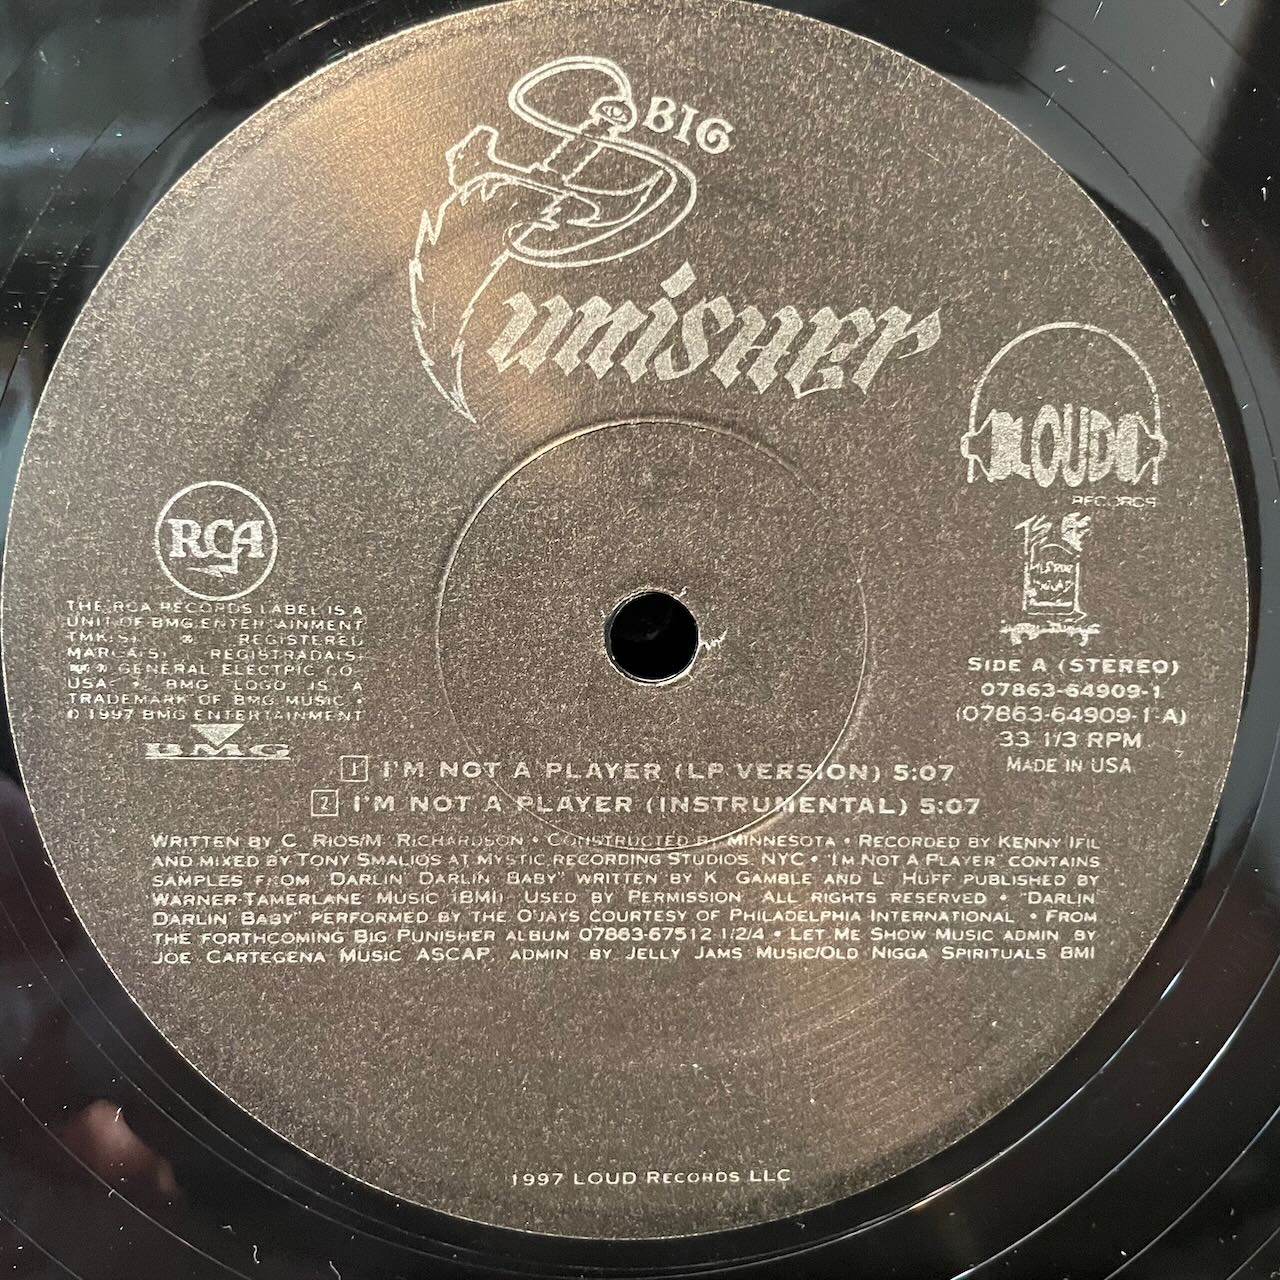 BIG
Punisher
LOUD
RECORDS
RCA
THE RCA RECORDS LABEL IS A
UNIT OF BMG ENTERTAINMENT
TMK(S) ® REGISTERED
MARCA(S) REGISTRADA(S)
GENERAL ELECTRIC CO.
USA BMG LOGO IS A
TRADEMARK OF BMG MUSIC •
© 1997 BMG ENTERTAINMENT
BMG
SIDE A (STEREO)
07863-64909-1
(07863-64909-1-A)
33 1/3 RPM
MADE IN USA
1 I'M NOT A PLAYER (LP VERSION) 5:07
2 I'M NOT A PLAYER (INSTRUMENTAL) 5:07
WRITTEN BY C. RIOS/M. RICHARDSON • CONSTRUCTED BY MINNESOTA • RECORDED BY KENNY IFIL
AND MIXED BY TONY SMALIOS AT MYSTIC RECORDING STUDIOS, NYC • "I'M NOT A PLAYER" CONTAINS
SAMPLES FROM "DARLIN' DARLIN' BABY" WRITTEN BY K. GAMBLE AND L. HUFF PUBLISHED BY
WARNER-TAMERLANE MUSIC (BMI). USED BY PERMISSION. ALL RIGHTS RESERVED • "DARLIN'
DARLIN' BABY" PERFORMED BY THE O'JAYS COURTESY OF PHILADELPHIA INTERNATIONAL • FROM
THE FORTHCOMING BIG PUNISHER ALBUM 07863-67512-1/2/4 • LET ME SHOW MUSIC ADMIN. BY
JOE CARTEGENA MUSIC ASCAP, ADMIN. BY JELLY JAMS MUSIC/OLD NIGGA SPIRITUALS BMI
1997 LOUD RECORDS LLC